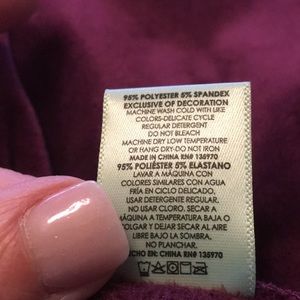 95% POLYESTER 5% SPANDEX
EXCLUSIVE OF DECORATION
MACHINE WASH COLD WITH LIKE
COLORS-DELICATE CYCLE
REGULAR DETERGENT
DO NOT BLEACH
MACHINE DRY LOW TEMPERATURE
OR HANG DRY-DO NOT IRON
MADE IN CHINA RN# 135970
95% POLIÉSTER 5% ELASTANO
LAVAR A MÁQUINA CON
COLORES SIMILARES CON AGUA
FRÍA EN CICLO DELICADO.
USAR DETERGENTE REGULAR.
NO USAR CLORO. SECAR A
MÁQUINA A TEMPERATURA BAJA O
COLGAR Y DEJAR SECAR AL AIRE
LIBRE BAJO LA SOMBRA.
NO PLANCHAR.
ECHO EN: CHINA RN# 135970